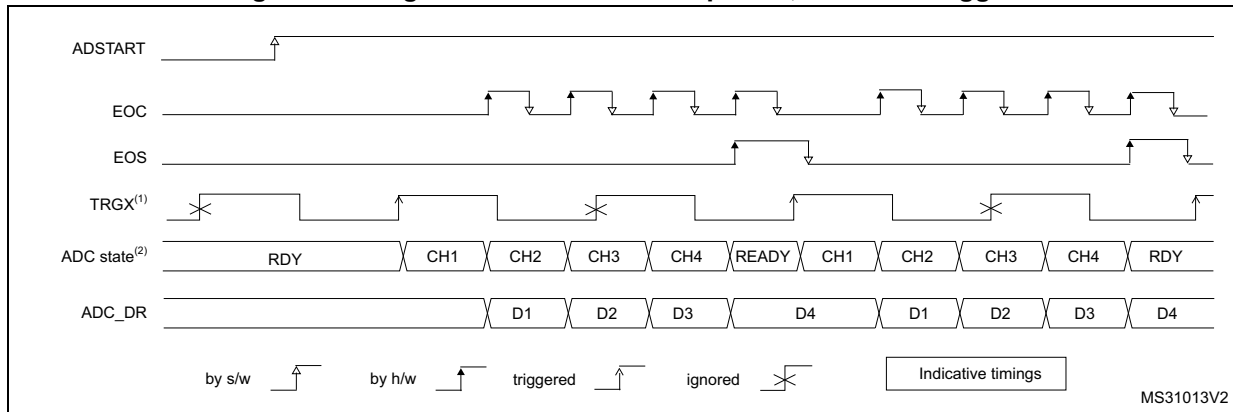 ADSTART
EOC
EOS
TRGX(1)
ADC state(2) RDY CH1 CH2 CH3 CH4 READY CH1 CH2 CH3 CH4 RDY
ADC_DR D1 D2 D3 D4 D1 D2 D3 D4
by s/w by h/w triggered ignored Indicative timings
MS31013V2